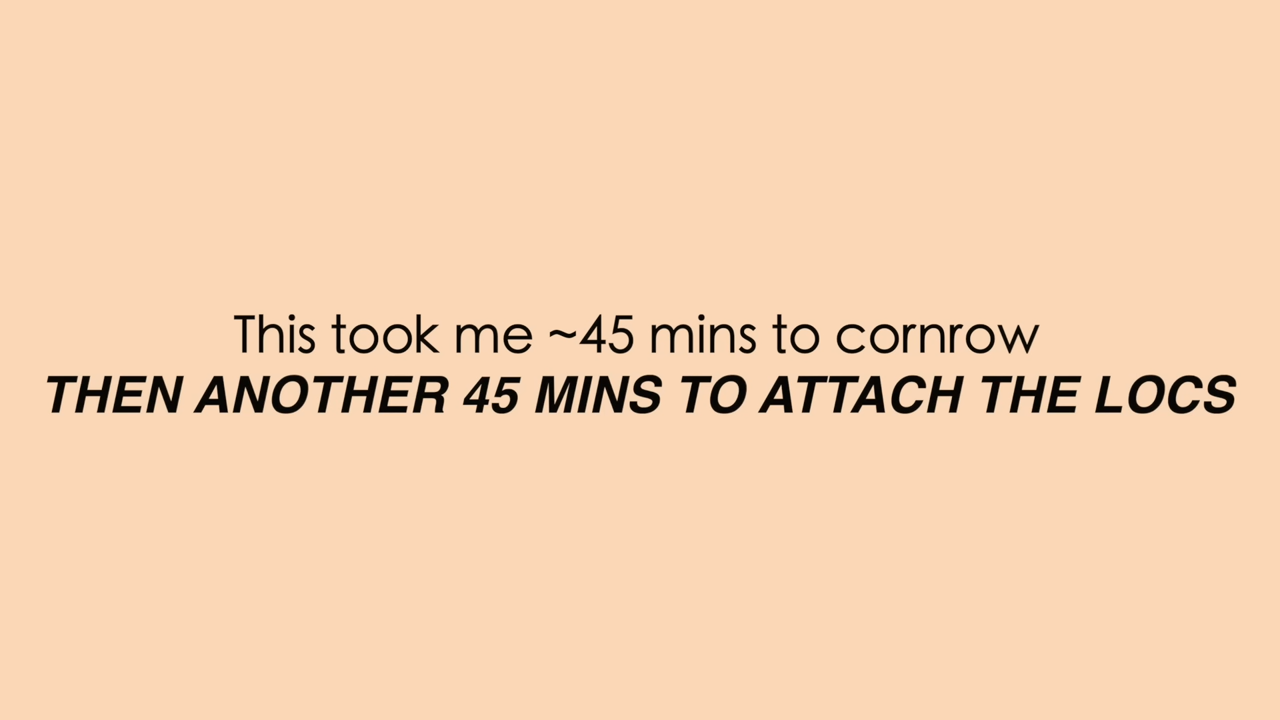 This took me ~45 mins to cornrow
THEN ANOTHER 45 MINS TO ATTACH THE LOCS